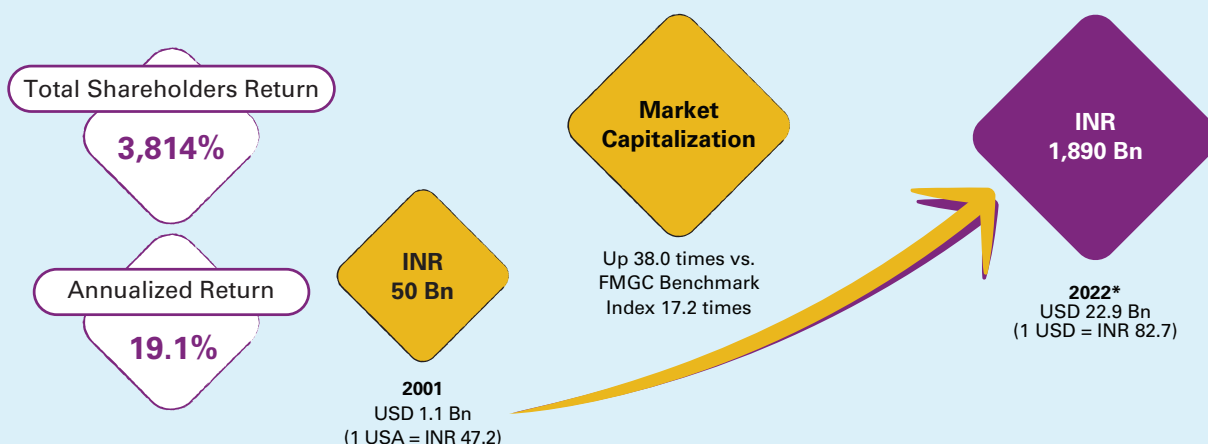 Total Shareholders Return
3,814%
Annualized Return
19.1%
INR
50 Bn
2001
USD 1.1 Bn
(1 USA = INR 47.2)
Market
Capitalization
Up 38.0 times vs.
FMGC Benchmark
Index 17.2 times
INR
1,890 Bn
2022*
USD 22.9 Bn
(1 USD = INR 82.7)